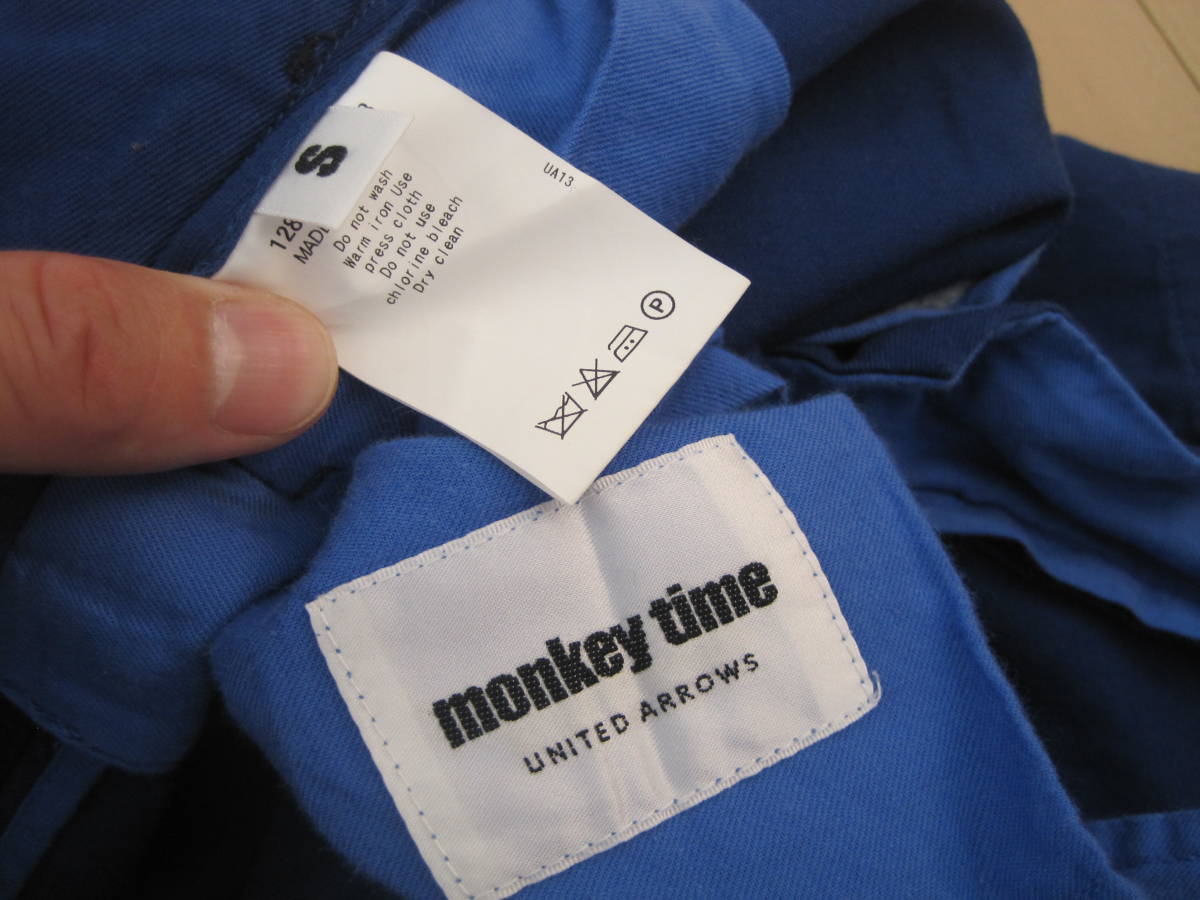 S
UA13
128
MADE
Do not wash
Warm iron Use
press cloth
Do not use
chlorine bleach
Dry clean
P
monkey time
UNITED ARROWS